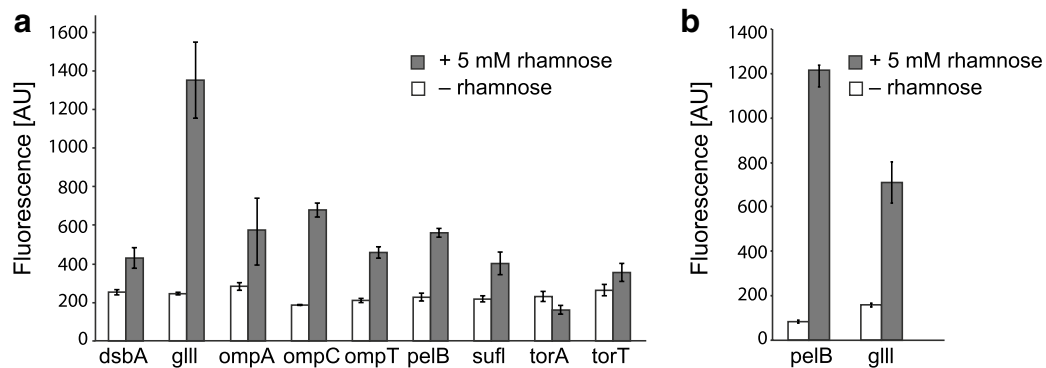 a
Fluorescence [AU]
1600
1400
1200
1000
800
600
400
200
0
+ 5 mM rhamnose
– rhamnose
dsbA gIII ompA ompC ompT pelB sufI torA torT
b
Fluorescence [AU]
1400
1200
1000
800
600
400
200
0
+ 5 mM rhamnose
– rhamnose
pelB gIII